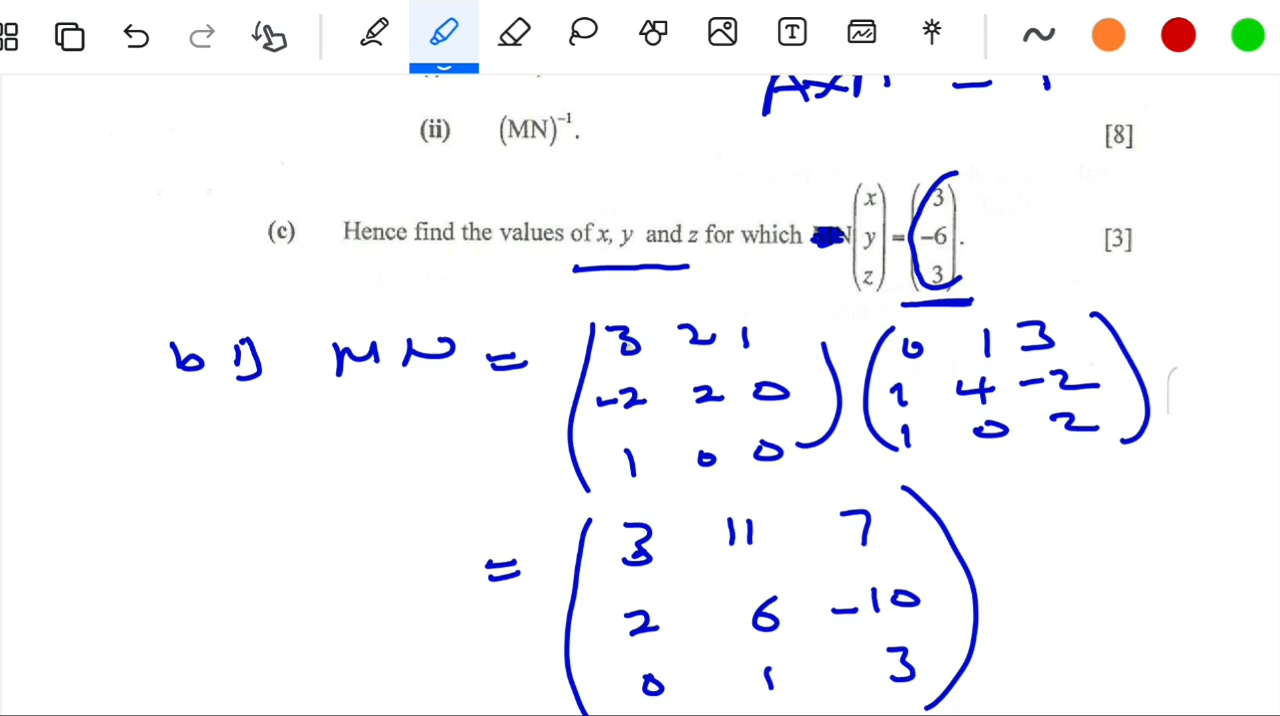 AxA⁻¹ = I
(ii) (MN)⁻¹. [8]
(c) Hence find the values of x, y and z for which MN (x y z) = (3 -6 3). [3]
b i) MN = (3 2 1) (0 1 3)
(-2 2 0) (1 4 -2)
(1 0 0) (1 0 2)
= (3 11 7)
(2 6 -10)
(0 1 3)